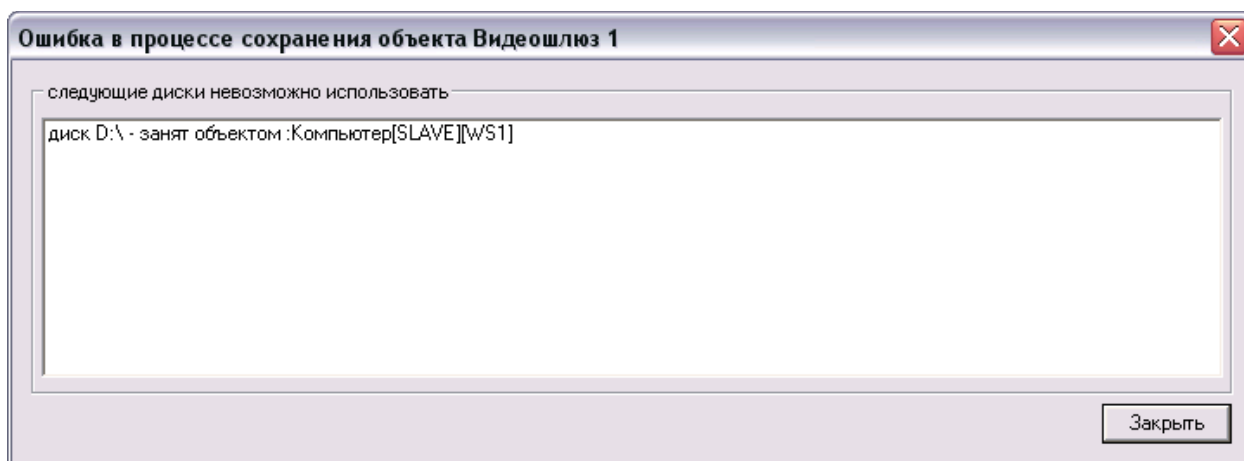 Ошибка в процессе сохранения объекта Видеошлюз 1
следующие диски невозможно использовать
диск D:\ - занят объектом :Компьютер[SLAVE][WS1]
Закрыть